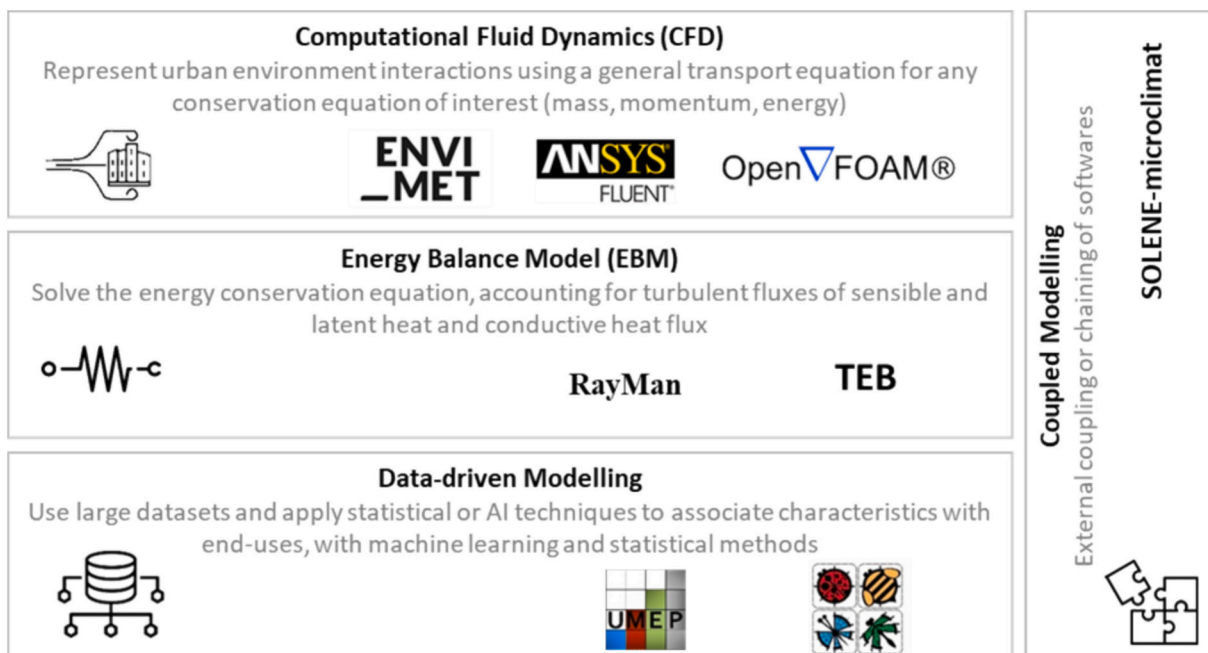 Computational Fluid Dynamics (CFD)
Represent urban environment interactions using a general transport equation for any
conservation equation of interest (mass, momentum, energy)
ENVI
_MET
ANSYS®
FLUENT®
Open▽FOAM®
Energy Balance Model (EBM)
Solve the energy conservation equation, accounting for turbulent fluxes of sensible and
latent heat and conductive heat flux
RayMan
TEB
Data-driven Modelling
Use large datasets and apply statistical or AI techniques to associate characteristics with
end-uses, with machine learning and statistical methods
UMEP
Coupled Modelling
External coupling or chaining of softwares
SOLENE-microclimat